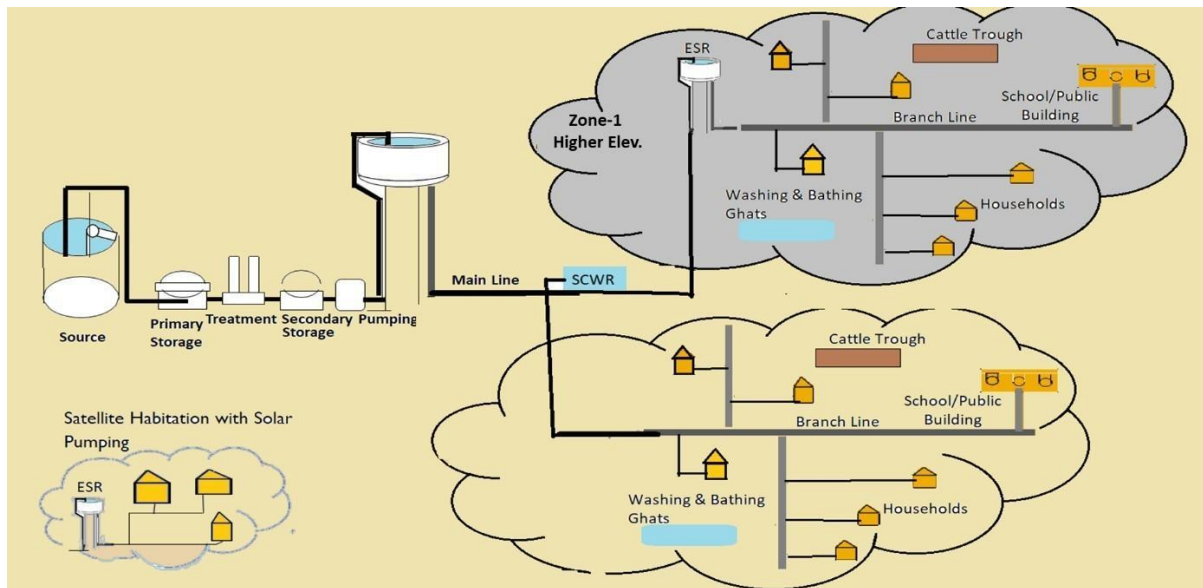 Cattle Trough
ESR
School/Public
Building
Zone-1
Higher Elev.
Branch Line
Washing & Bathing
Ghats
Households
Main Line
SCWR
Source
Primary
Storage
Treatment
Secondary
Storage
Pumping
Cattle Trough
School/Public
Building
Branch Line
Washing & Bathing
Ghats
Households
Satellite Habitation with Solar
Pumping
ESR